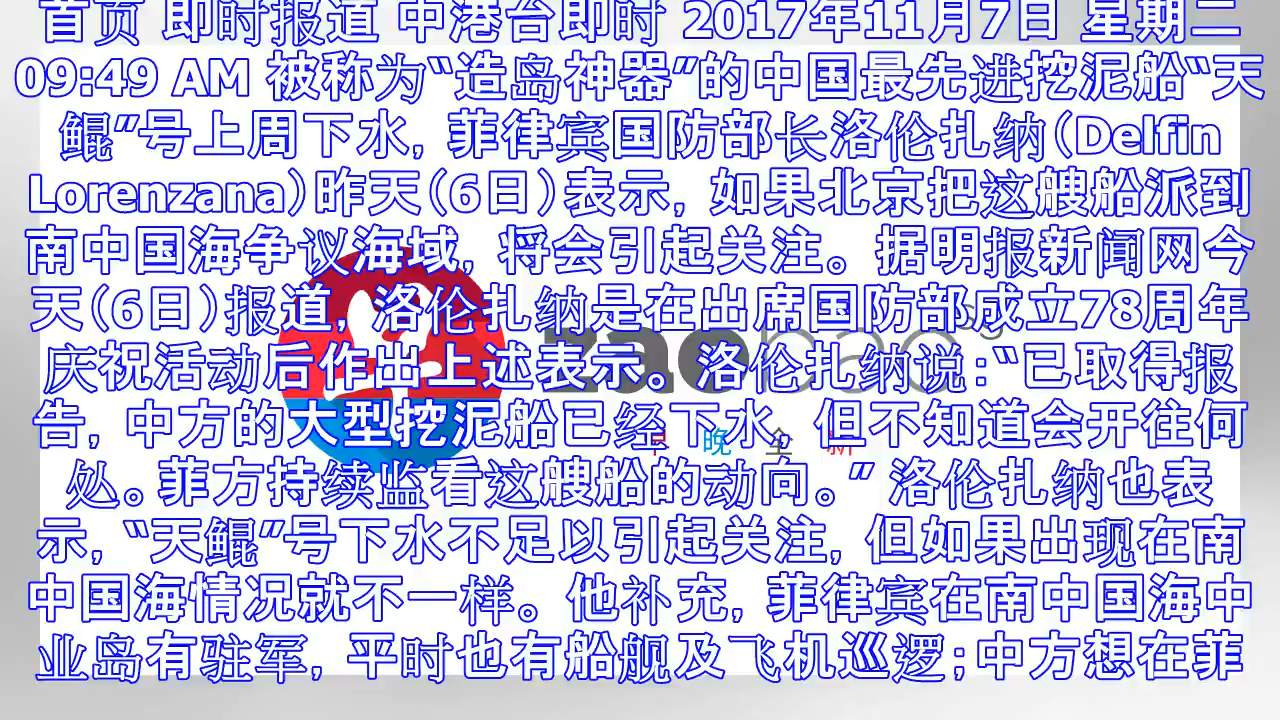 首页 即时报道 中港台即时 2017年11月7日 星期二
09:49 AM 被称为“造岛神器”的中国最先进挖泥船“天
鲲”号上周下水, 菲律宾国防部长洛伦扎纳(Delfin
Lorenzana)昨天(6日)表示, 如果北京把这艘船派到
南中国海争议海域, 将会引起关注。据明报新闻网今
天(6日)报道, 洛伦扎纳是在出席国防部成立78周年
庆祝活动后作出上述表示。洛伦扎纳说:“已取得报
告, 中方的大型挖泥船已经下水, 但不知道会开往何
处。菲方持续监看这艘船的动向。” 洛伦扎纳也表
示, “天鲲”号下水不足以引起关注, 但如果出现在南
中国海情况就不一样。他补充, 菲律宾在南中国海中
业岛有驻军, 平时也有船舰及飞机巡逻;中方想在菲
zaobao sg
早 晚 全 新